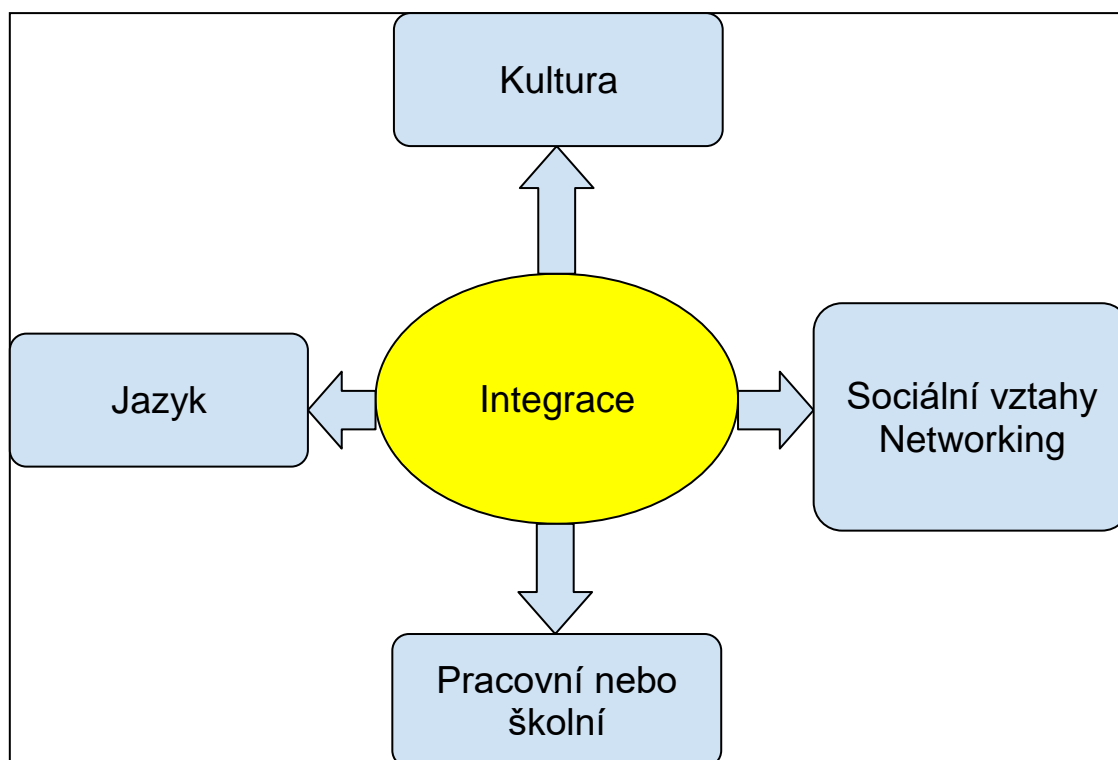 Kultura
Jazyk
Integrace
Sociální vztahy
Networking
Pracovní nebo
školní